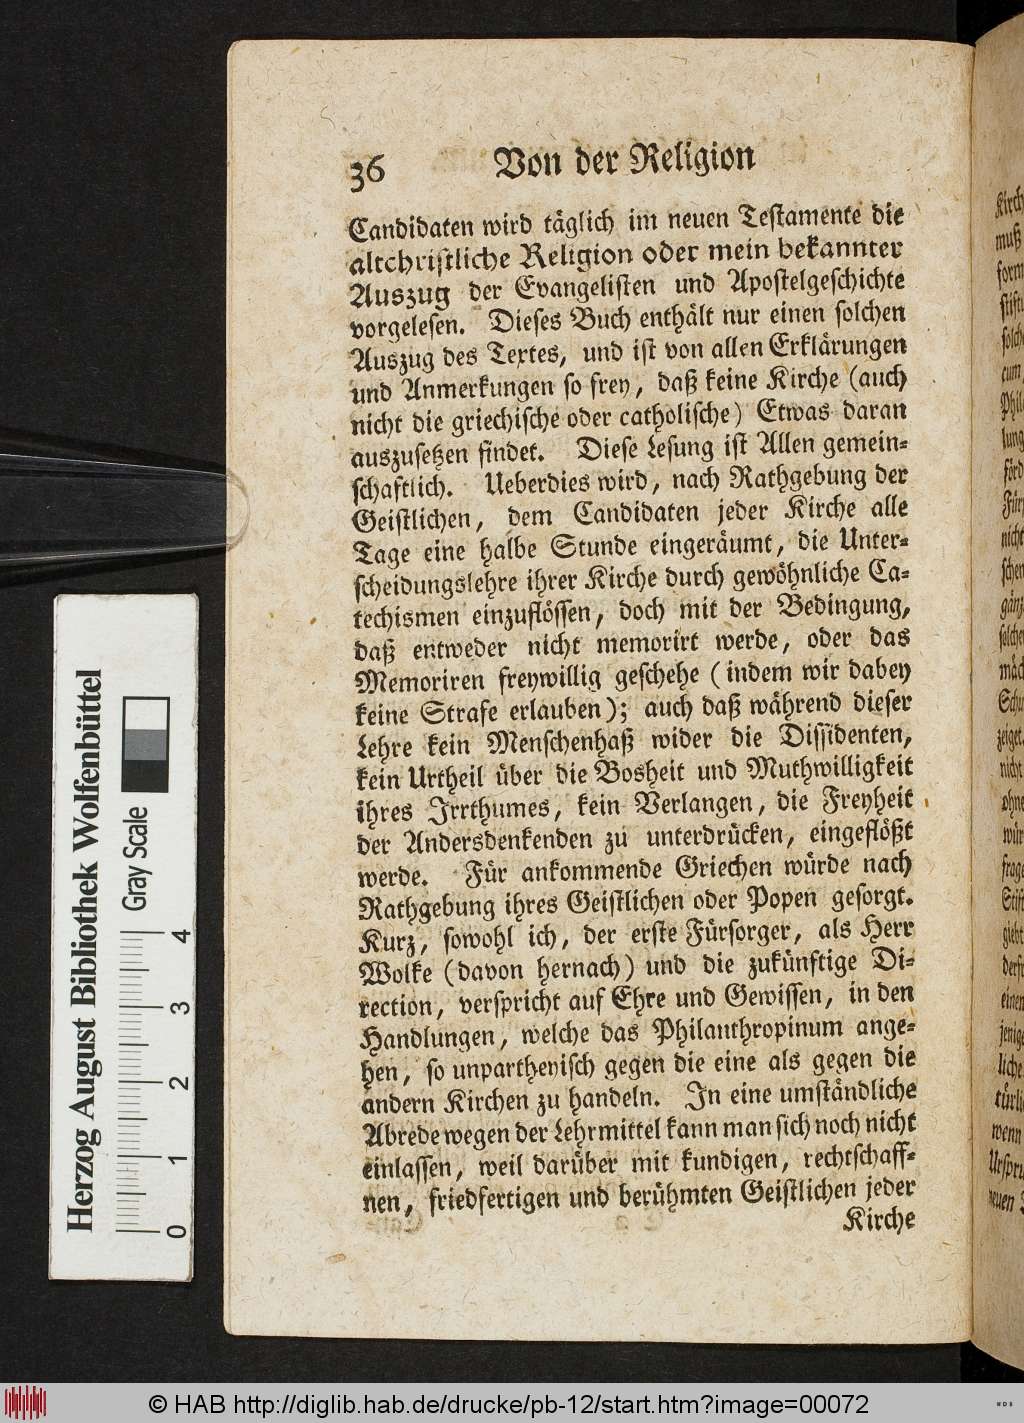 36 Von der Religion
Candidaten wird täglich im neuen Testamente die
altchristliche Religion oder mein bekannter
Auszug der Evangelisten und Apostelgeschichte
vorgelesen. Dieses Buch enthält nur einen solchen
Auszug des Textes, und ist von allen Erklärungen
und Anmerkungen so frey, daß keine Kirche (auch
nicht die griechische oder catholische) Etwas daran
auszusetzen findet. Diese Lesung ist Allen gemein-
schaftlich. Ueberdies wird, nach Rathgebung der
Geistlichen, dem Candidaten jeder Kirche alle
Tage eine halbe Stunde eingeräumt, die Unter-
scheidungslehre ihrer Kirche durch gewöhnliche Ca-
techismen einzuflössen, doch mit der Bedingung,
daß entweder nicht memorirt werde, oder das
Memoriren freywillig geschehe (indem wir dabey
keine Strafe erlauben); auch daß während dieser
Lehre kein Menschenhaß wider die Dissidenten,
kein Urtheil über die Bosheit und Muthwilligkeit
ihres Irrthumes, kein Verlangen, die Freyheit
der Andersdenkenden zu unterdrücken, eingeflößt
werde. Für ankommende Griechen würde nach
Rathgebung ihres Geistlichen oder Popen gesorgt.
Kurz, sowohl ich, der erste Fürsorger, als Herr
Wolke (davon hernach) und die zukünftige Di-
rection, verspricht auf Ehre und Gewissen, in den
Handlungen, welche das Philanthropinum ange-
hen, so unpartheyisch gegen die eine als gegen die
andern Kirchen zu handeln. In eine umständliche
Abrede wegen der Lehrmittel kann man sich noch nicht
einlassen, weil darüber mit kundigen, rechtschaff-
nen, friedfertigen und berühmten Geistlichen jeder
Kirche
Herzog August Bibliothek Wolfenbüttel
Gray Scale
0 1 2 3 4
© HAB http://diglib.hab.de/drucke/pb-12/start.htm?image=00072